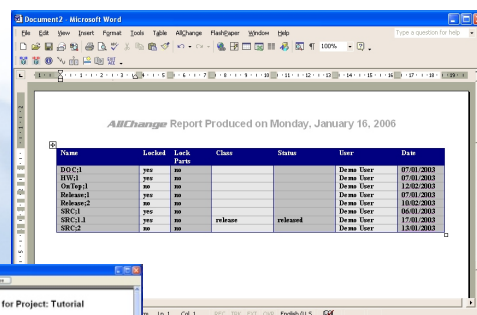 Document2 - Microsoft Word
File Edit View Insert Format Tools Table AllChange FlashPaper Window Help Type a question for help
100%
AllChange Report Produced on Monday, January 16, 2006
Name Locked Lock Parts Class Status User Date
DOC;1 yes no Demo User 07/01/2003
HW;1 yes no Demo User 07/01/2003
OnTop;1 no no Demo User 12/02/2003
Release;1 yes no Demo User 07/01/2003
Release;2 no no Demo User 10/02/2003
SRC;1 yes no Demo User 06/01/2003
SRC;1.1 yes no release released Demo User 17/01/2003
SRC;2 no no Demo User 13/01/2003
for Project: Tutorial
Ln 1 Col 1 REC TRK EXT OVR English (U.S